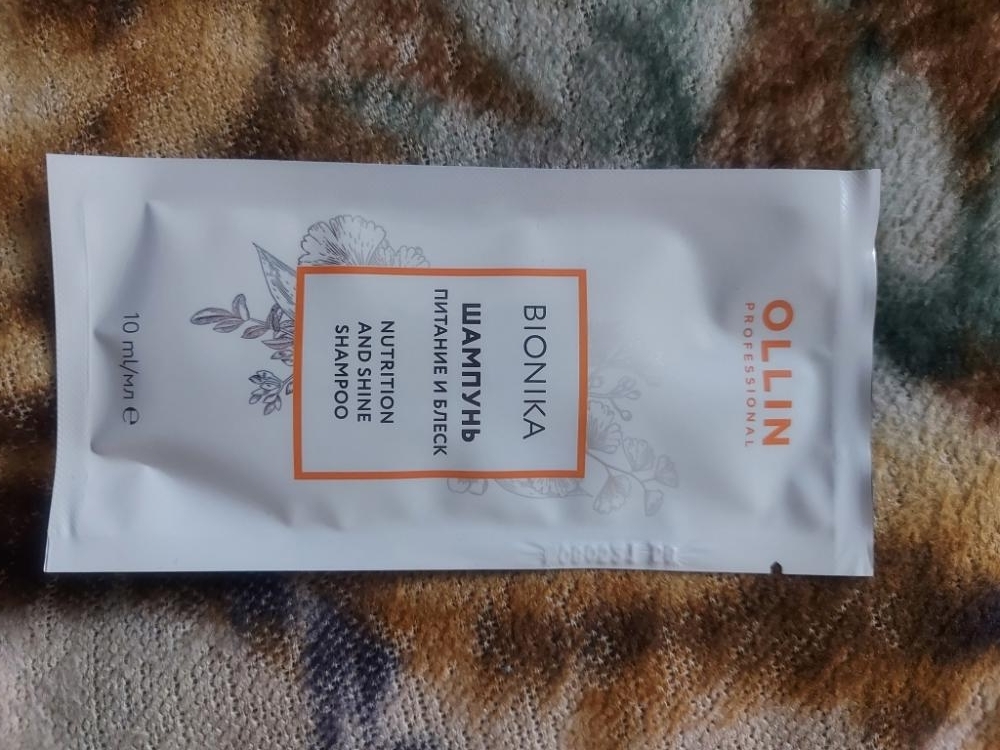 OLLIN
PROFESSIONAL
BIONIKA
ШАМПУНЬ
ПИТАНИЕ И БЛЕСК
NUTRITION
AND SHINE
SHAMPOO
10 ml/мл ℮